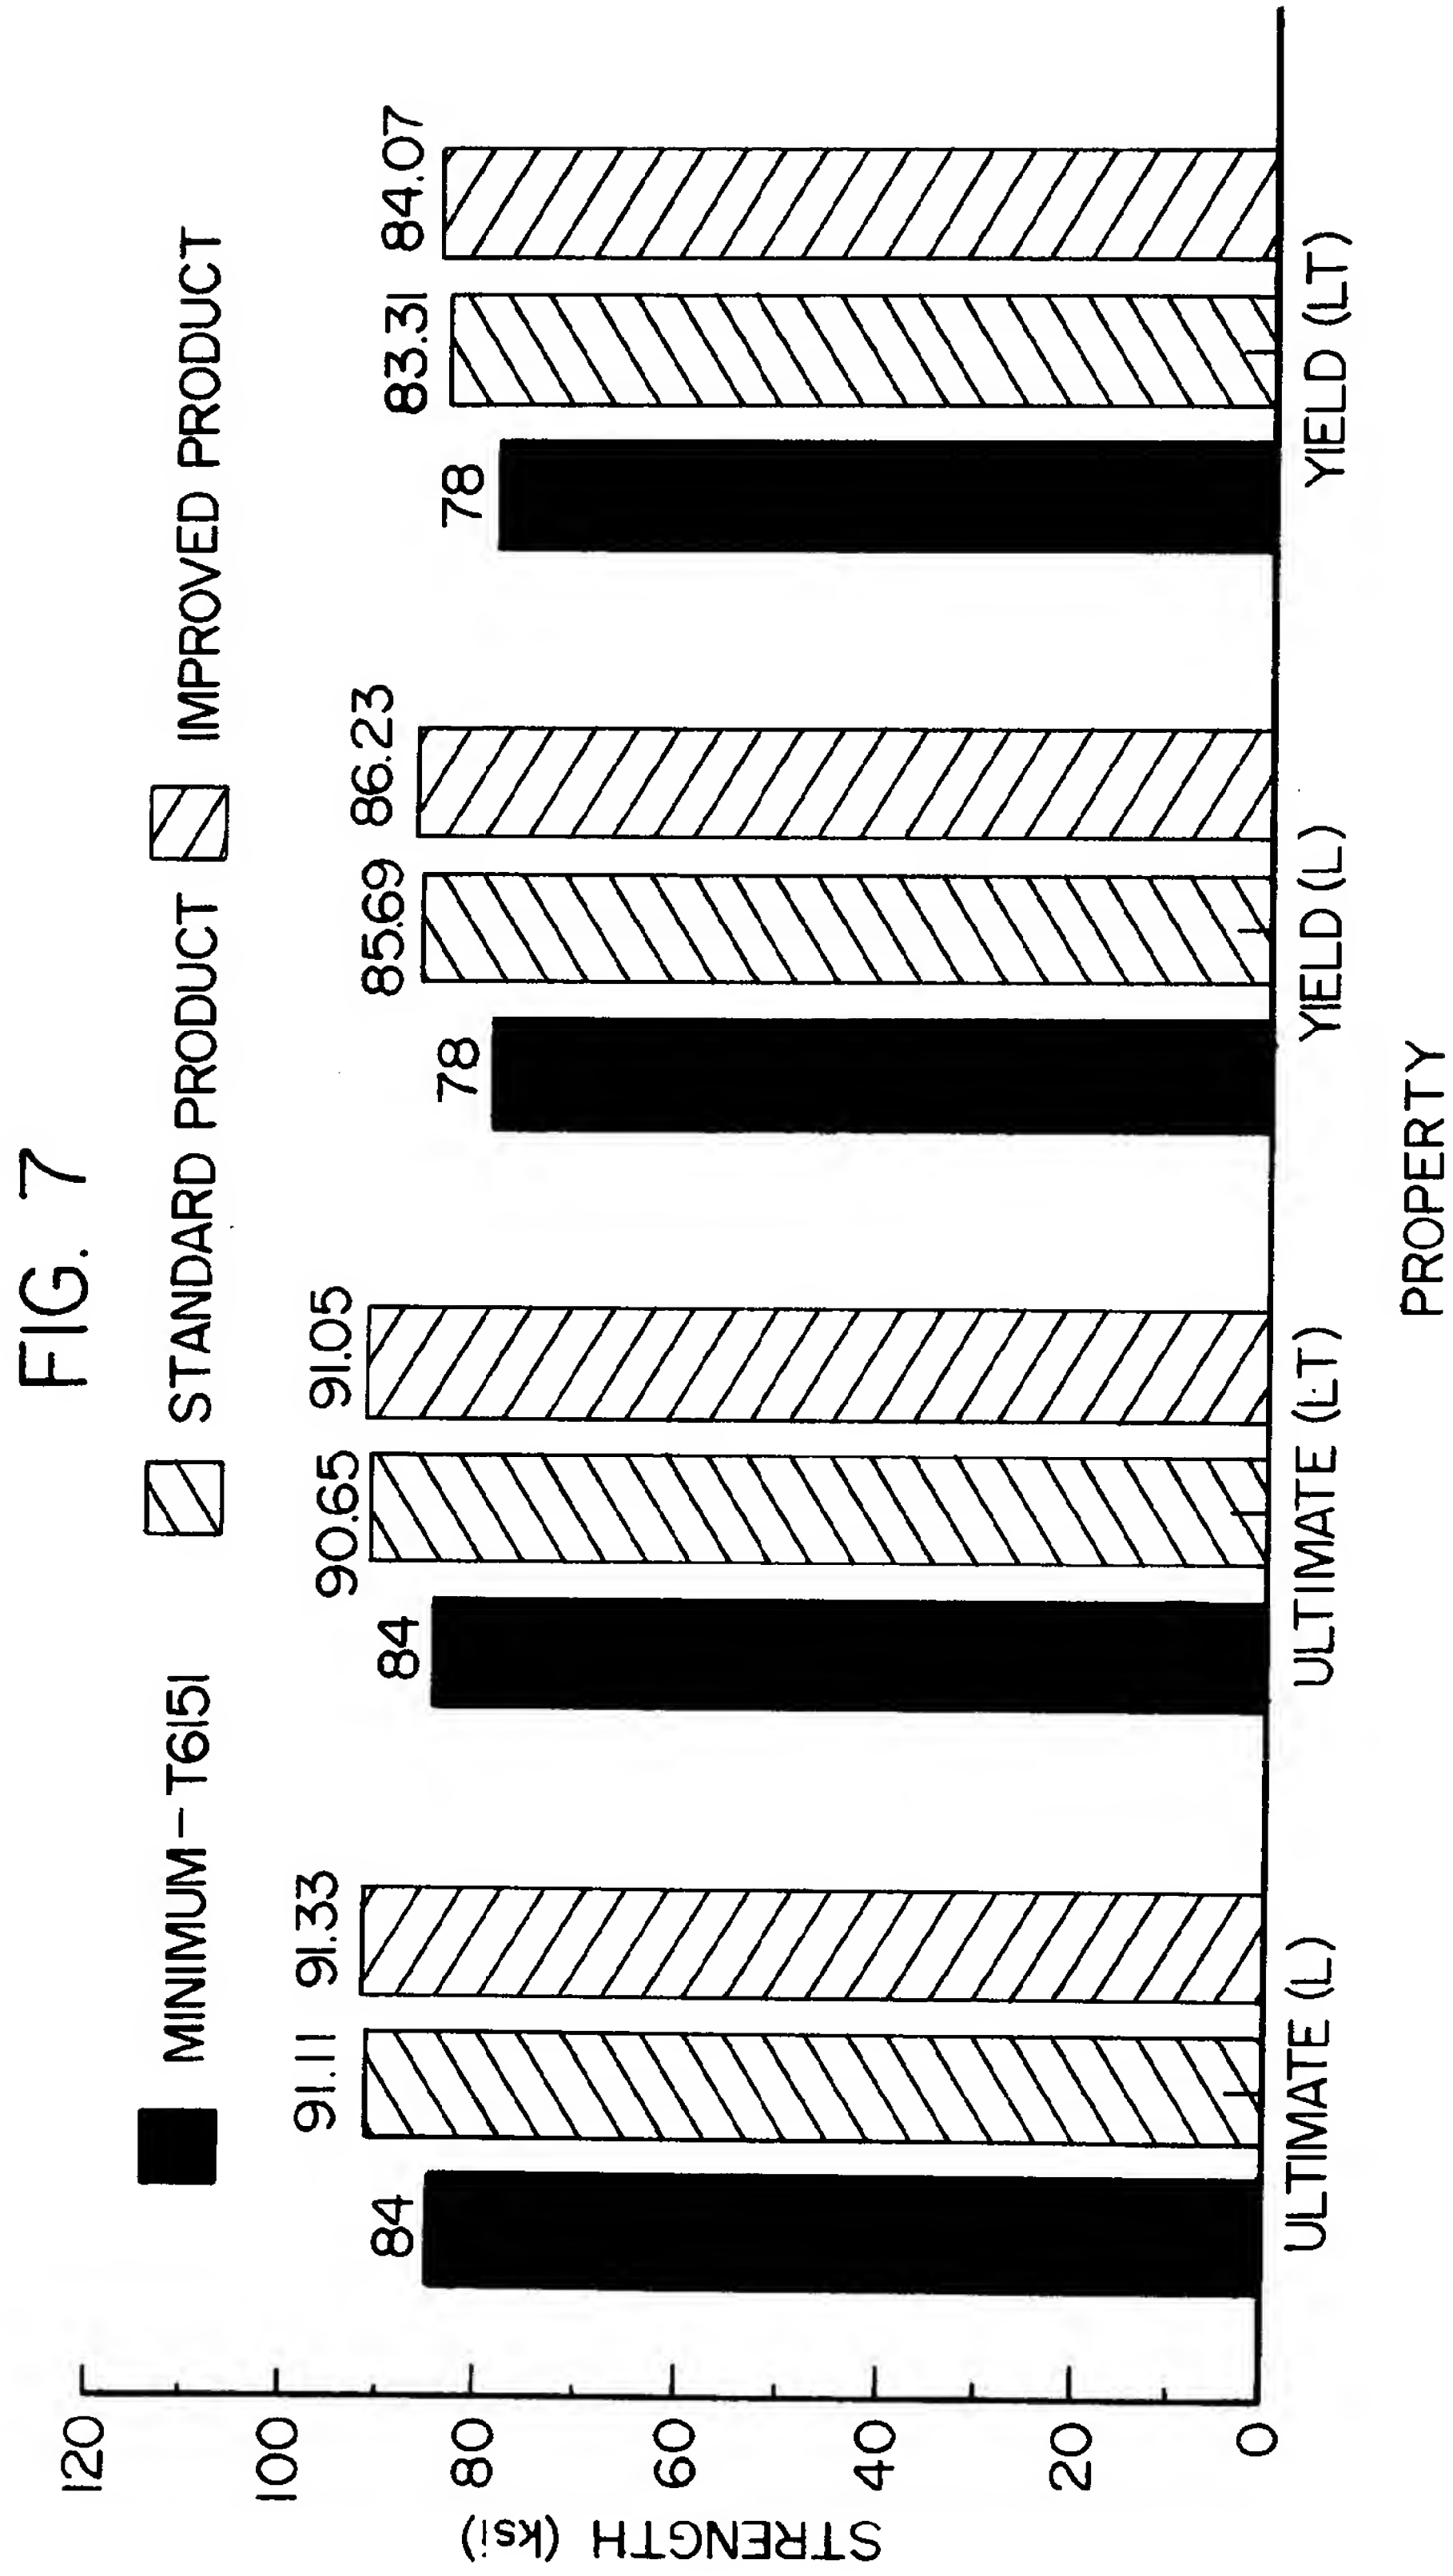 FIG. 7
MINIMUM-T6151 STANDARD PRODUCT IMPROVED PRODUCT
120
100
80
60
40
20
0
STRENGTH (ksi)
84 91.11 91.33
84 90.65 91.05
78 85.69 86.23
78 83.31 84.07
ULTIMATE (L) ULTIMATE (LT) YIELD (L) YIELD (LT)
PROPERTY